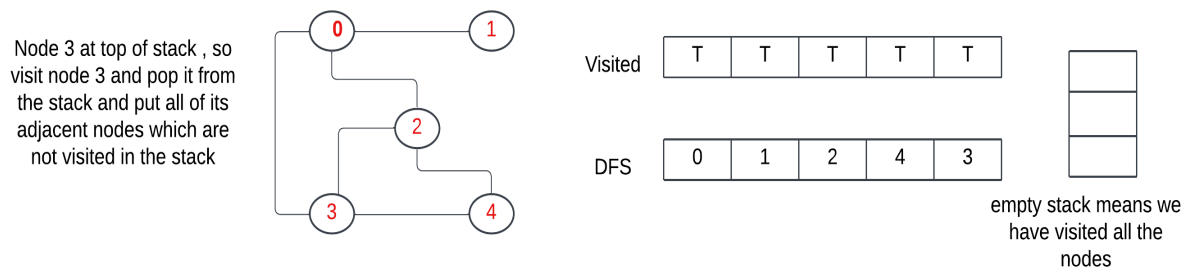 Node 3 at top of stack , so
visit node 3 and pop it from
the stack and put all of its
adjacent nodes which are
not visited in the stack
0
1
2
3
4
Visited
T T T T T
DFS
0 1 2 4 3
empty stack means we
have visited all the
nodes